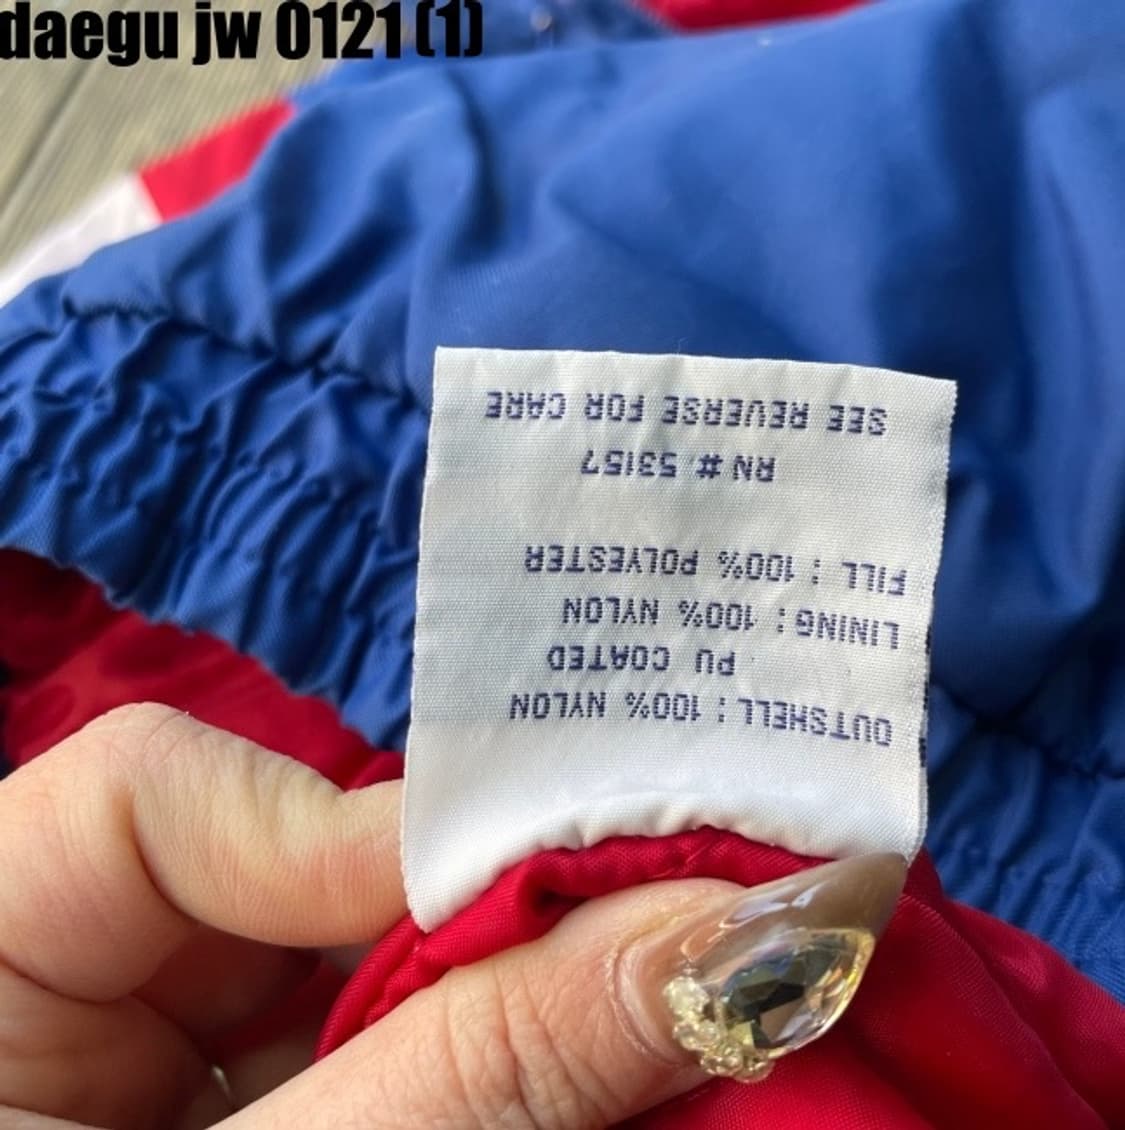 daegu jw 0121 (1)
OUTSHELL : 100% NYLON
PU COATED
LINING : 100% NYLON
FILL : 100% POLYESTER
RN # 53157
SEE REVERSE FOR CARE